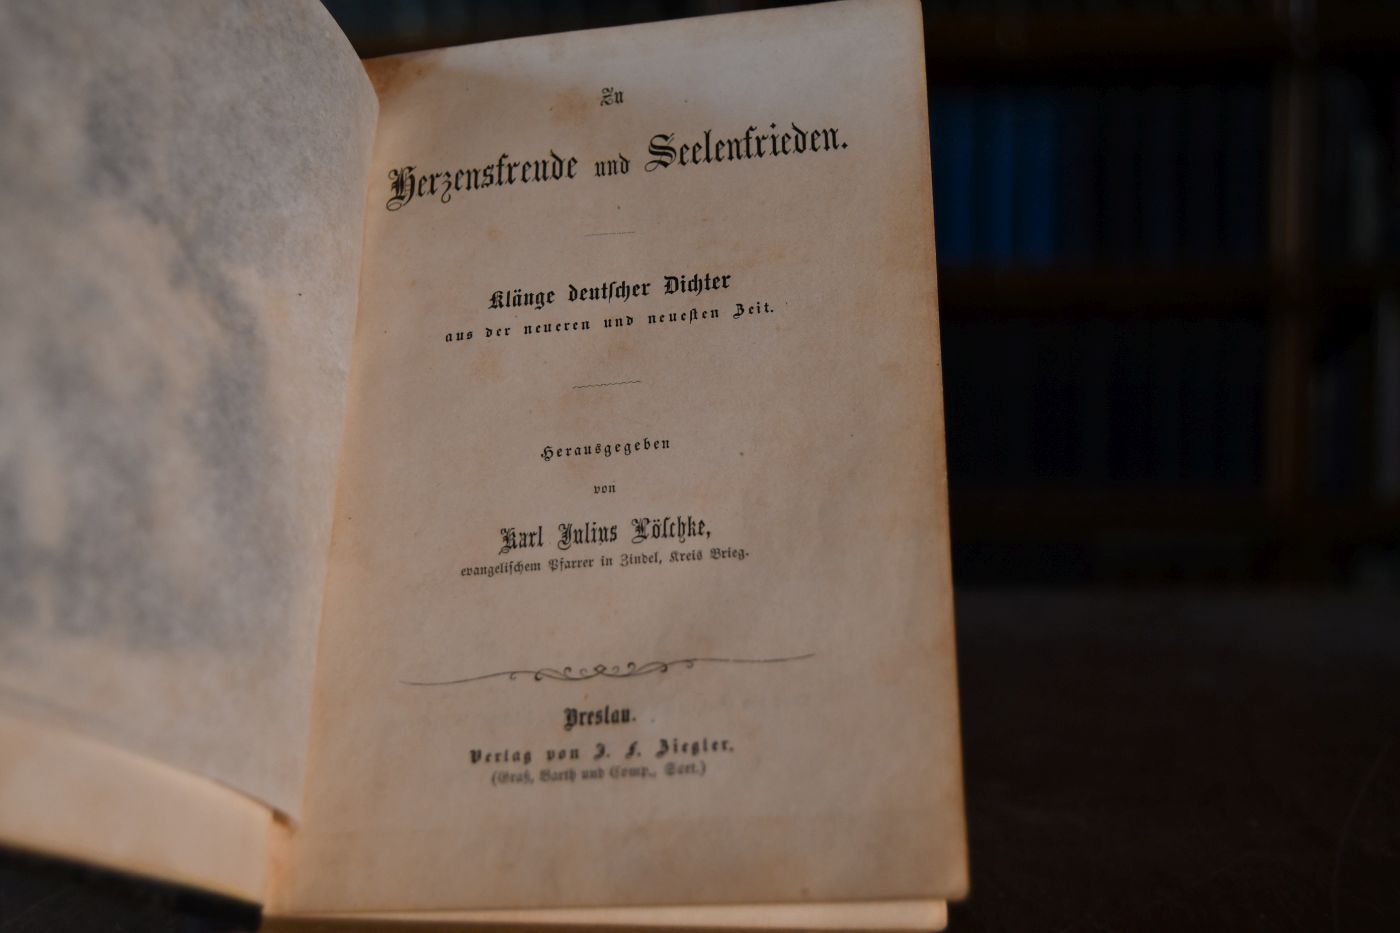 Zu
Herzensfreude und Seelenfrieden.
Klänge deutſcher Dichter
aus der neueren und neueſten Zeit.
Herausgegeben
von
Karl Julius Löſchke,
evangeliſchem Pfarrer in Zindel, Kreis Brieg.
Breslau.
Verlag von J. F. Ziegler.
(Graß, Barth und Comp., Sort.)